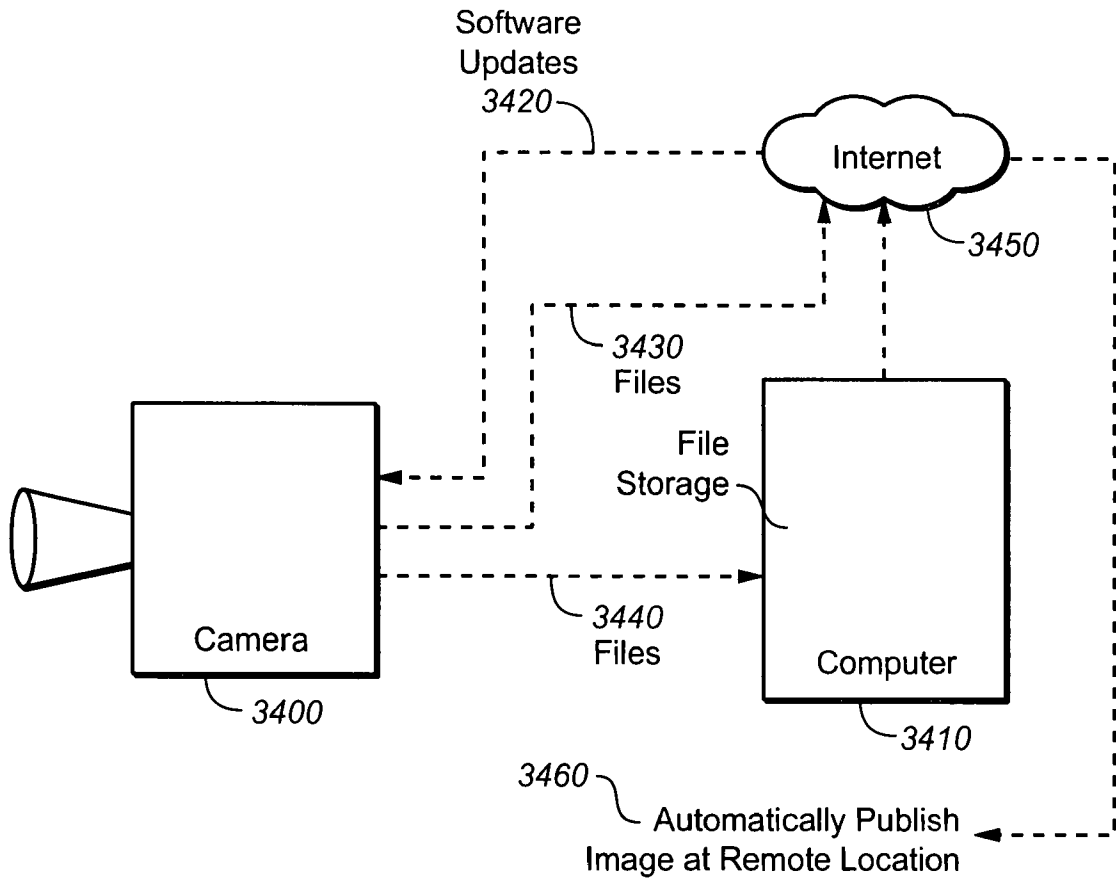 Software
Updates
3420
Internet
3450
3430
Files
File
Storage
3440
Files
Camera
3400
Computer
3410
3460
Automatically Publish
Image at Remote Location